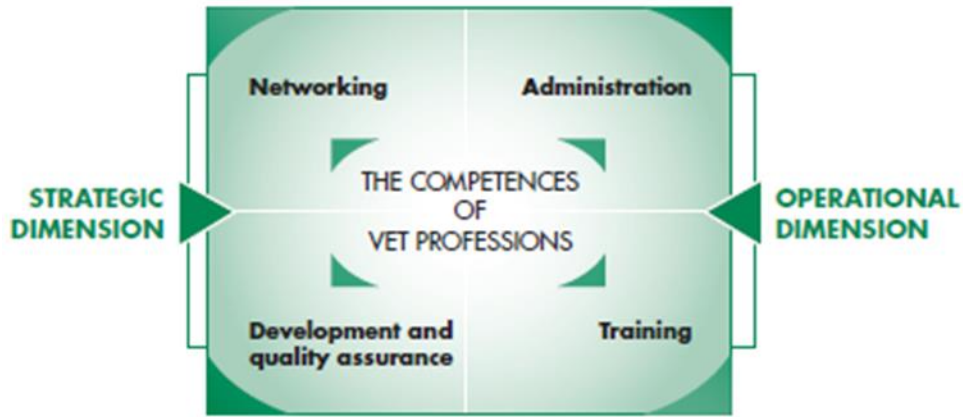 Networking
Administration
THE COMPETENCES
OF
VET PROFESSIONS
STRATEGIC
DIMENSION
OPERATIONAL
DIMENSION
Development and
quality assurance
Training